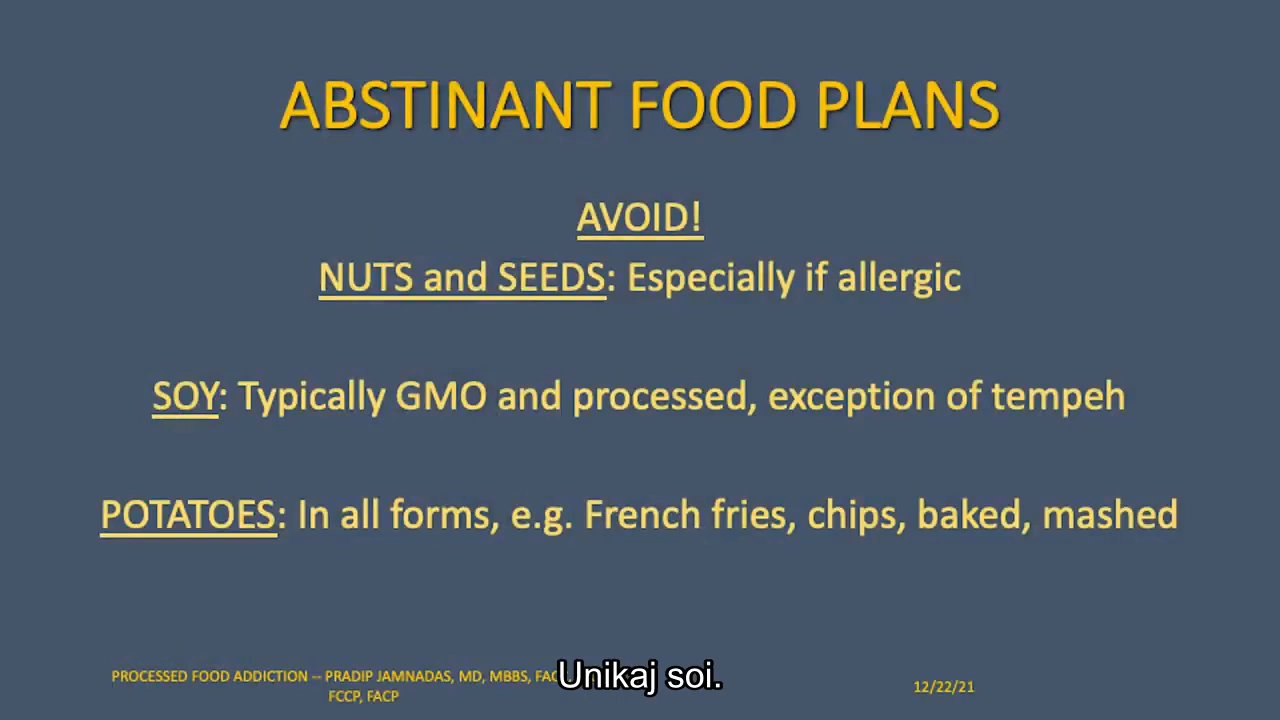 ABSTINANT FOOD PLANS
AVOID!
NUTS and SEEDS: Especially if allergic
SOY: Typically GMO and processed, exception of tempeh
POTATOES: In all forms, e.g. French fries, chips, baked, mashed
PROCESSED FOOD ADDICTION -- PRADIP JAMNADAS, MD, MBBS,
FCCP, FACP
Unikaj soi.
12/22/21